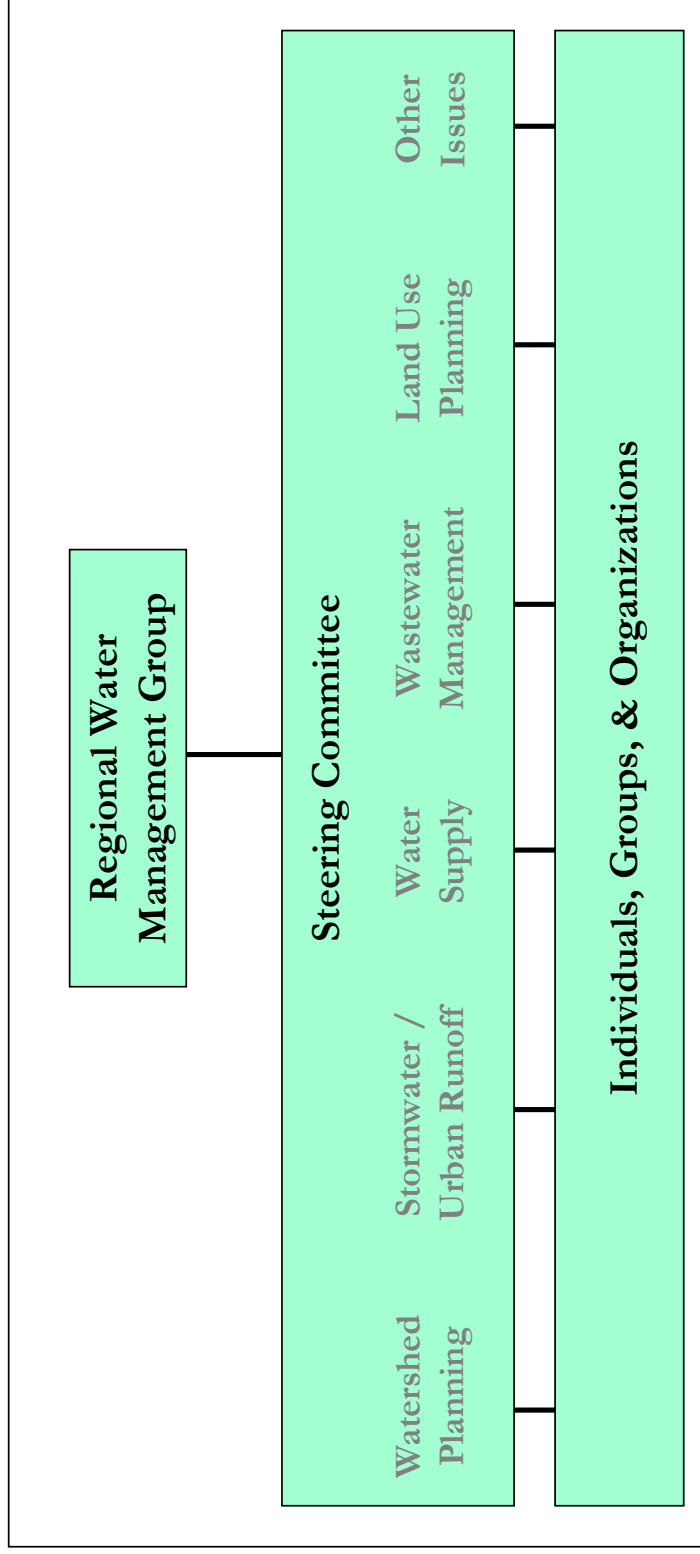 Regional Water
Management Group
Steering Committee
Watershed
Planning
Stormwater /
Urban Runoff
Water
Supply
Wastewater
Management
Land Use
Planning
Other
Issues
Individuals, Groups, & Organizations